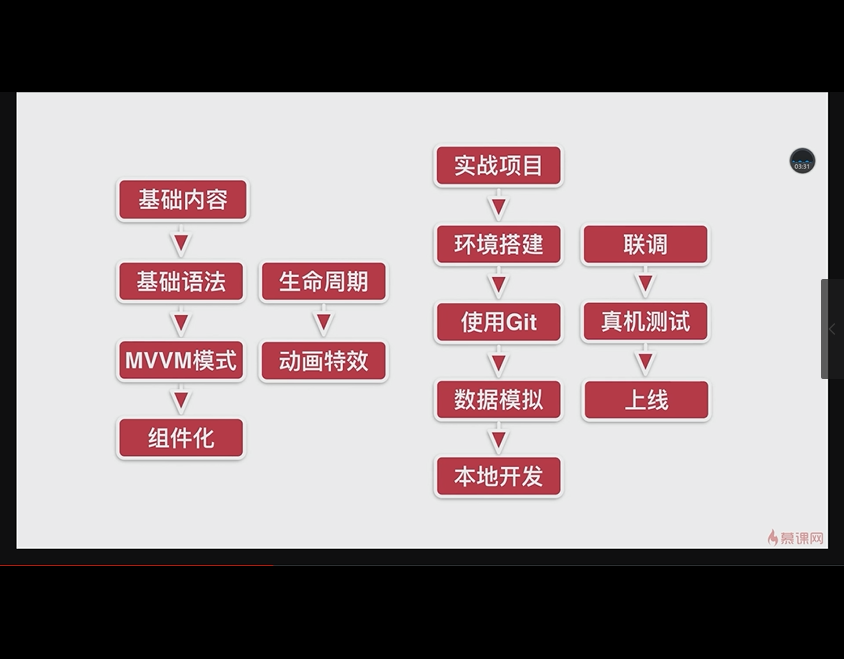 基础内容
基础语法
MVVM模式
组件化
生命周期
动画特效
实战项目
环境搭建
使用Git
数据模拟
本地开发
联调
真机测试
上线
03:31
慕课网